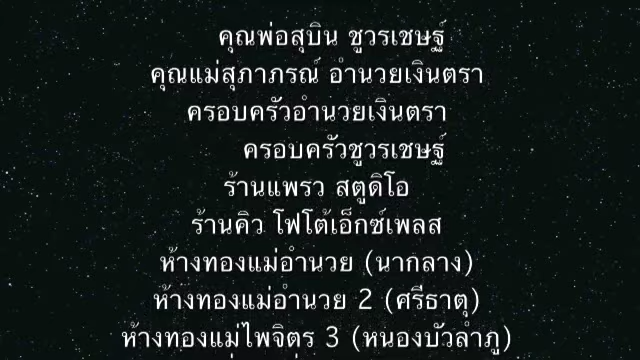 คุณพ่อสุบิน ชูวรเชษฐ์
คุณแม่สุภาภรณ์ อำนวยเงินตรา
ครอบครัวอำนวยเงินตรา
ครอบครัวชูวรเชษฐ์
ร้านแพรว สตูดิโอ
ร้านคิว โฟโต้เอ็กซ์เพลส
ห้างทองแม่อำนวย (นากลาง)
ห้างทองแม่อำนวย 2 (ศรีธาตุ)
ห้างทองแม่ไพจิตร 3 (หนองบัวลำภู)